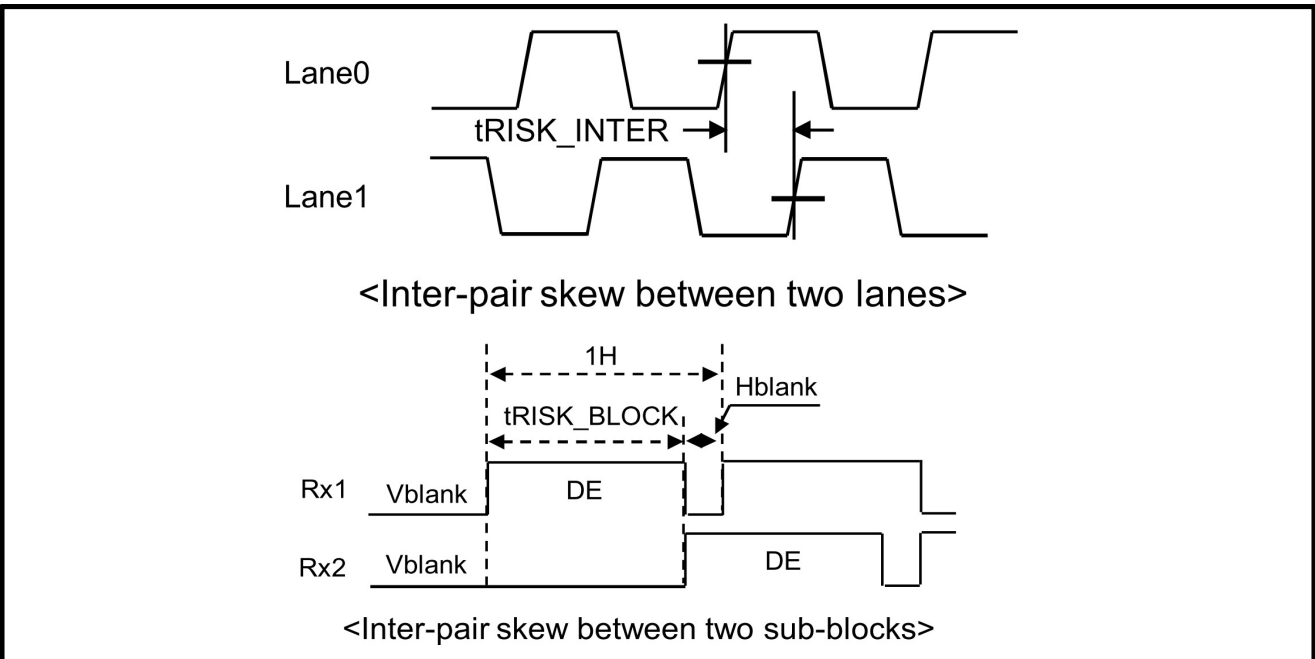 Lane0
tRISK_INTER
Lane1
<Inter-pair skew between two lanes>
1H
Hblank
tRISK_BLOCK
Rx1 Vblank DE
Rx2 Vblank DE
<Inter-pair skew between two sub-blocks>